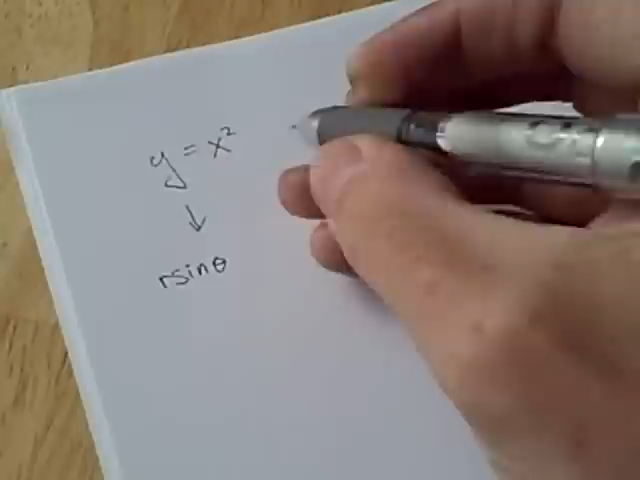 y = x²
↓
rsinθ